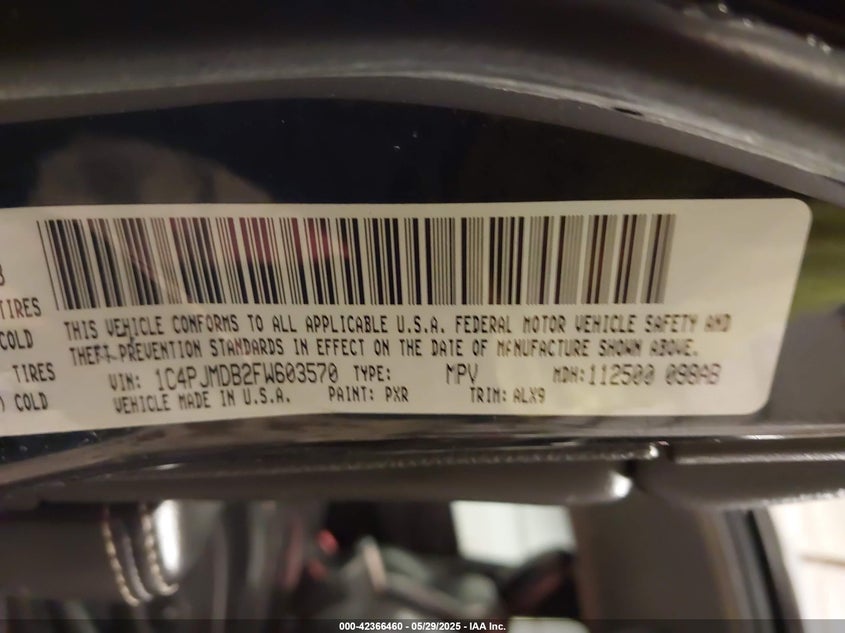 TIRES
COLD
TIRES
) COLD
THIS VEHICLE CONFORMS TO ALL APPLICABLE U.S.A. FEDERAL MOTOR VEHICLE SAFETY AND
THEFT PREVENTION STANDARDS IN EFFECT ON THE DATE OF MANUFACTURE SHOWN ABOVE.
VIN: 1C4PJMDB2FW603570 TYPE: MPV MDH:112500 098AB
VEHICLE MADE IN U.S.A. PAINT: PXR TRIM: ALX9
000-42366460 - 05/29/2025 - IAA Inc.